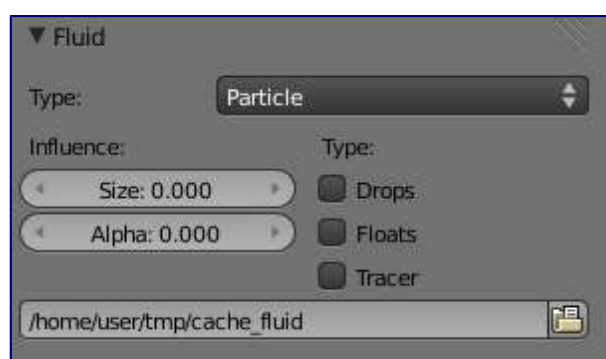 Fluid
Type: Particle
Influence: Type:
Size: 0.000 Drops
Alpha: 0.000 Floats
Tracer
/home/user/tmp/cache_fluid